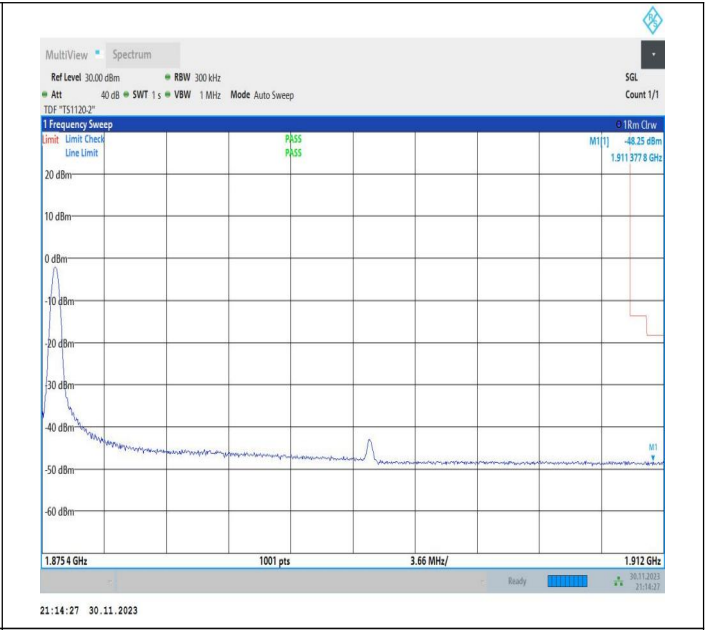 R&S
MultiView Spectrum
Ref Level 30.00 dBm RBW 300 kHz SGL
Att 40 dB SWT 1 s VBW 1 MHz Mode Auto Sweep Count 1/1
TDF "TS1120-2"
1 Frequency Sweep 1Rm Clrw
Limit Limit Check PASS M1[1] -48.25 dBm
Line Limit PASS 1.911 377 8 GHz
20 dBm
10 dBm
0 dBm
-10 dBm
-20 dBm
-30 dBm
-40 dBm
M1
-50 dBm
-60 dBm
1.875 4 GHz 1001 pts 3.66 MHz/ 1.912 GHz
Ready 30.11.2023
21:14:27
21:14:27 30.11.2023